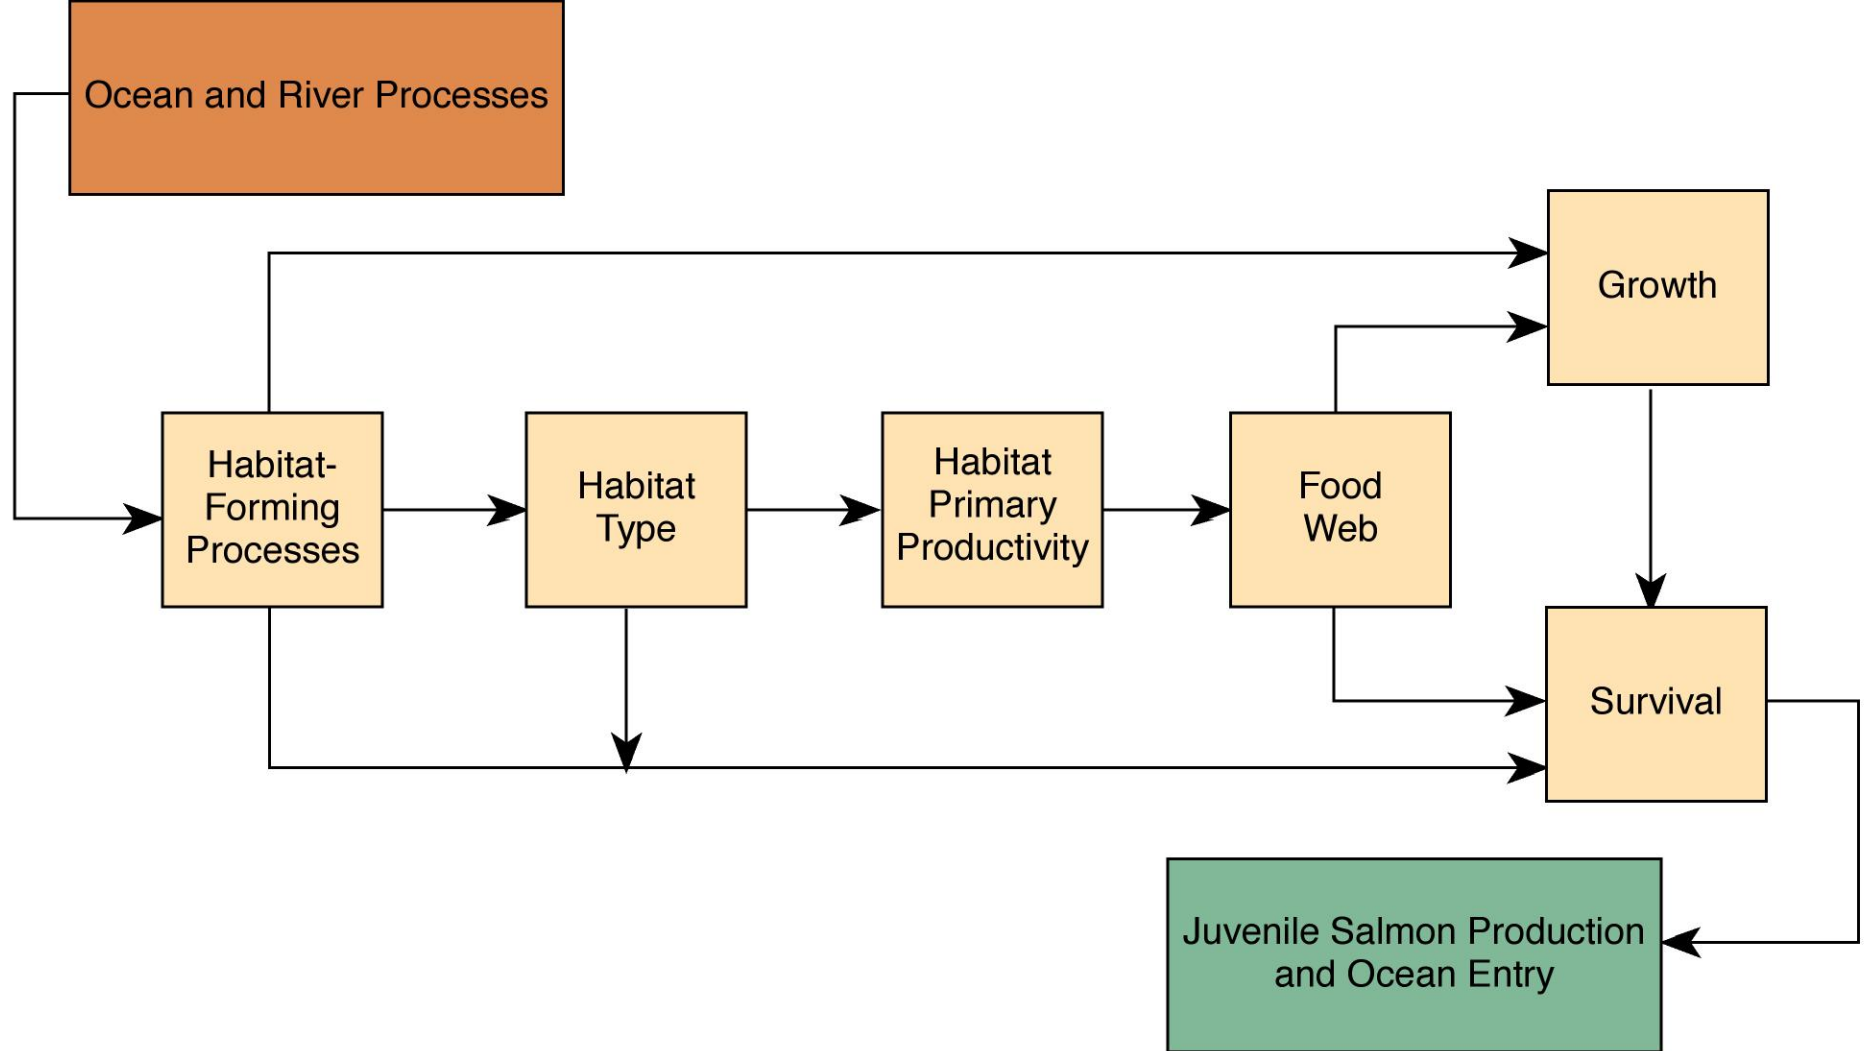 Ocean and River Processes
Growth
Habitat-
Forming
Processes
Habitat
Type
Habitat
Primary
Productivity
Food
Web
Survival
Juvenile Salmon Production
and Ocean Entry